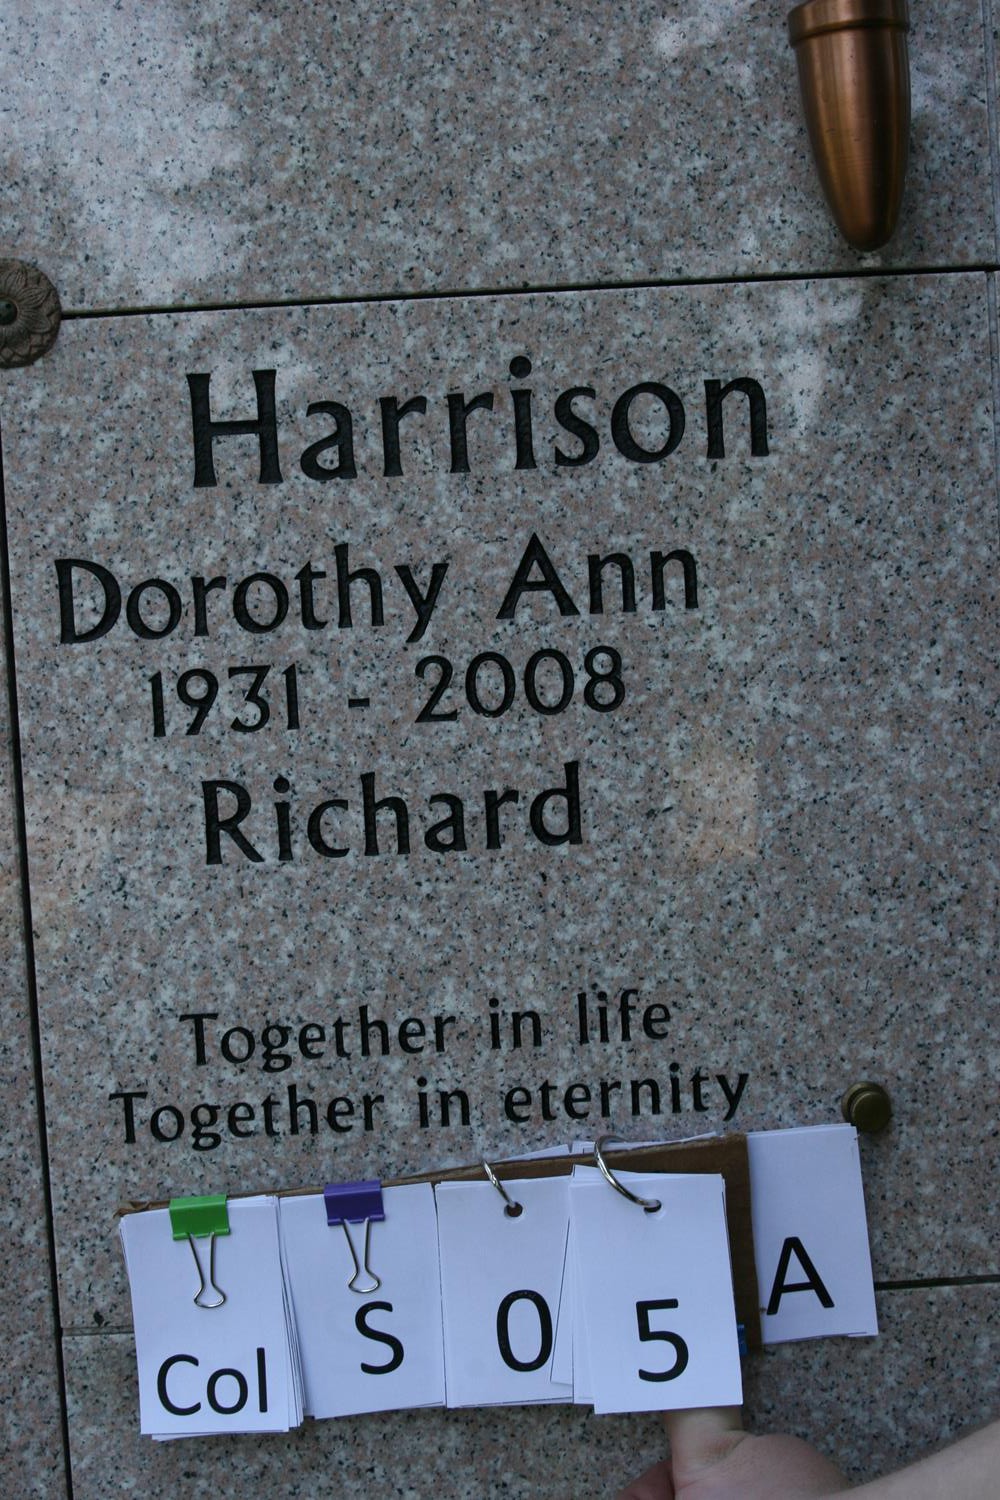 Harrison
Dorothy Ann
1931 - 2008
Richard
Together in life
Together in eternity
Col S 0 5 A